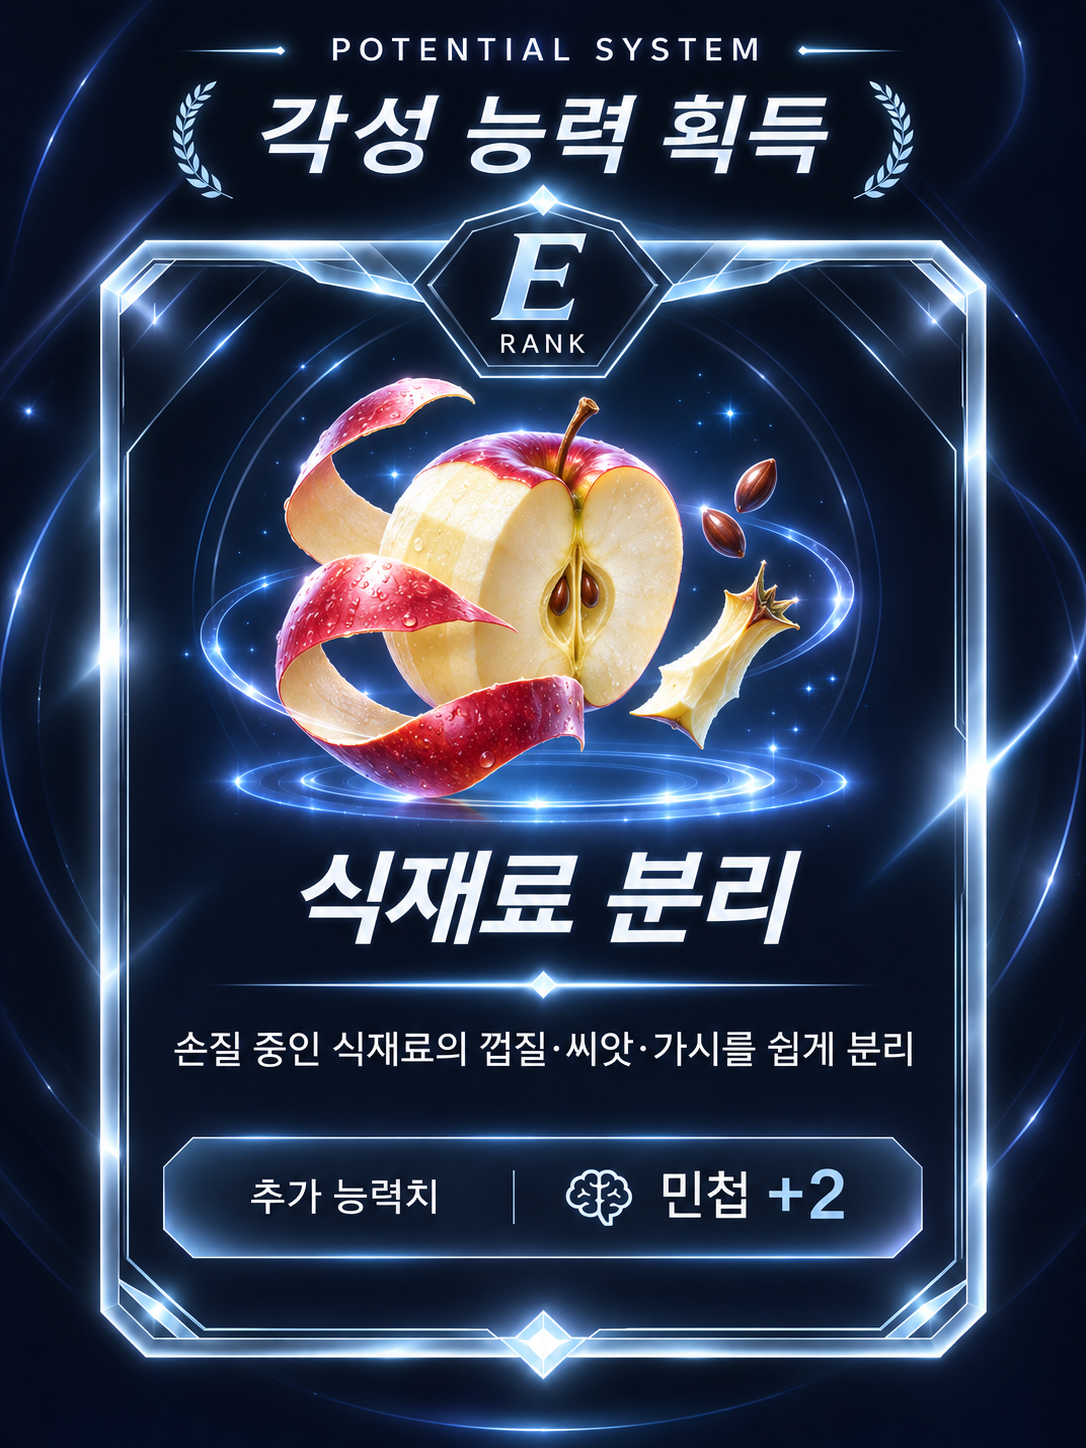 POTENTIAL SYSTEM
각성 능력 획득
E
RANK
식재료 분리
손질 중인 식재료의 껍질·씨앗·가시를 쉽게 분리
추가 능력치
민첩 +2